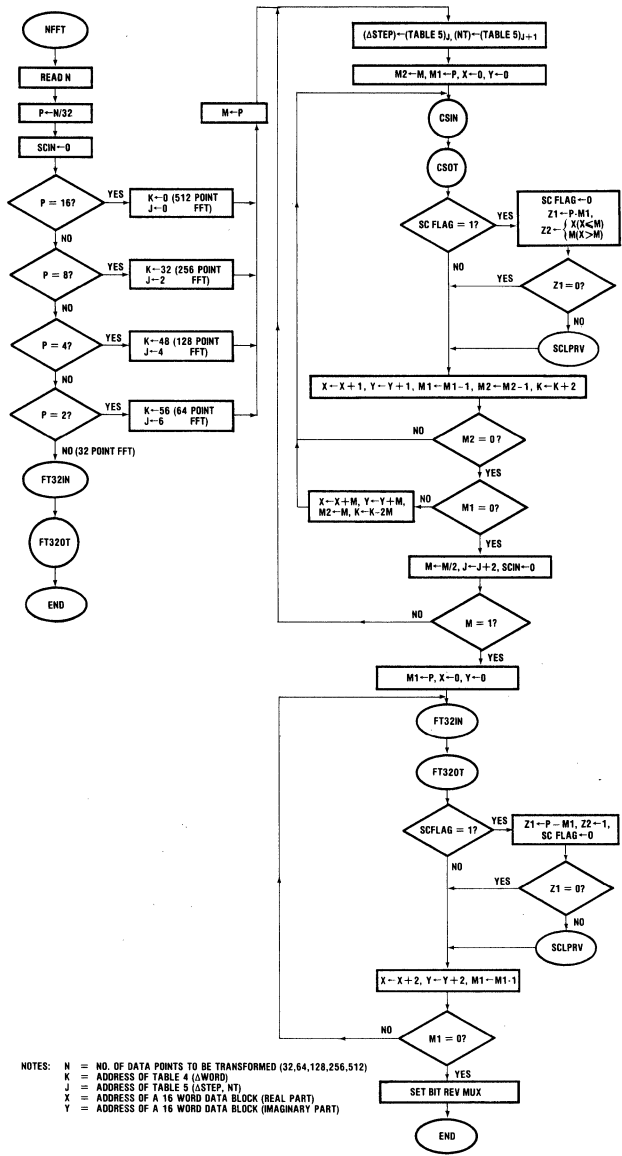 NFFT
READ N
P←N/32
SCIN←0
P = 16?
YES
K←0 (512 POINT
J←0 FFT)
NO
P = 8?
YES
K←32 (256 POINT
J←2 FFT)
NO
P = 4?
YES
K←48 (128 POINT
J←4 FFT)
NO
P = 2?
YES
K←56 (64 POINT
J←6 FFT)
NO (32 POINT FFT)
FT32IN
FT32OT
END
M←P
(ΔSTEP)←(TABLE 5)J, (NT)←(TABLE 5)J+1
M2←M, M1←P, X←0, Y←0
CSIN
CSOT
SC FLAG = 1?
YES
SC FLAG←0
Z1←P-M1,
Z2← { X(X⩽M)
M(X>M)
NO
YES
Z1=0?
NO
SCLPRV
X←X+1, Y←Y+1, M1←M1-1, M2←M2-1, K←K+2
NO
M2 = 0?
YES
X←X+M, Y←Y+M,
M2←M, K←K-2M
NO
M1 = 0?
YES
M←M/2, J←J+2, SCIN←0
NO
M = 1?
YES
M1←P, X←0, Y←0
FT32IN
FT32OT
SCFLAG = 1?
YES
Z1←P-M1, Z2←1,
SC FLAG←0
NO
YES
Z1 = 0?
NO
SCLPRV
X←X+2, Y←Y+2, M1←M1-1
NO
M1 = 0?
YES
SET BIT REV MUX
END
NOTES: N = NO. OF DATA POINTS TO BE TRANSFORMED (32,64,128,256,512)
K = ADDRESS OF TABLE 4 (ΔWORD)
J = ADDRESS OF TABLE 5 (ΔSTEP, NT)
X = ADDRESS OF A 16 WORD DATA BLOCK (REAL PART)
Y = ADDRESS OF A 16 WORD DATA BLOCK (IMAGINARY PART)